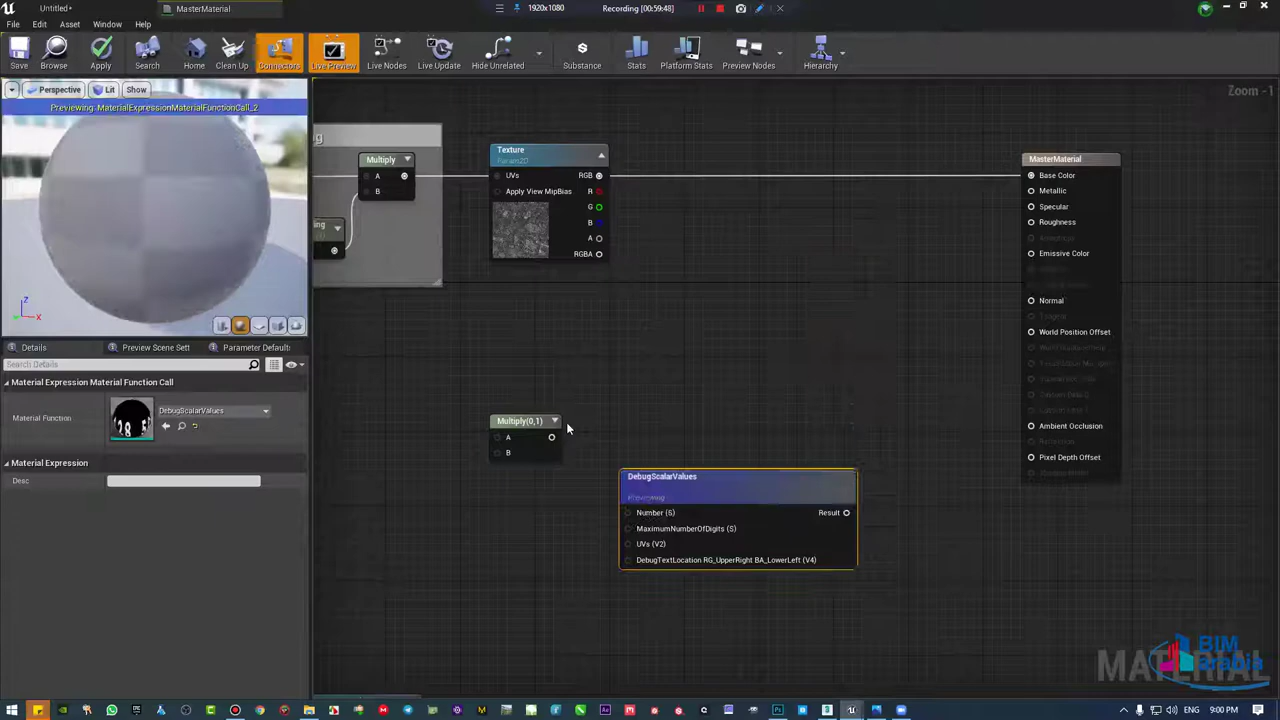 Untitled*
MasterMaterial
1920x1080
Recording [00:59:48]
File
Edit
Asset
Window
Help
Save
Browse
Apply
Search
Home
Clean Up
Connectors
Live Preview
Live Nodes
Live Update
Hide Unrelated
Substance
Stats
Platform Stats
Preview Nodes
Hierarchy
Perspective
Lit
Show
Previewing: MaterialExpressionMaterialFunctionCall_2
Zoom -1
Multiply
A
B
Texture
Param2D
UVs
RGB
Apply View MipBias
R
G
B
A
RGBA
MasterMaterial
Base Color
Metallic
Specular
Roughness
Emissive Color
Normal
World Position Offset
Ambient Occlusion
Pixel Depth Offset
Z
X
Details
Preview Scene Sett
Parameter Default
Search Details
Material Expression Material Function Call
Material Function
DebugScalarValues
Material Expression
Desc
Multiply(0,1)
A
B
DebugScalarValues
Previewing
Number (S)
Result
MaximumNumberOfDigits (S)
UVs (V2)
DebugTextLocation RG_UpperRight BA_LowerLeft (V4)
MATERIAL
BIM
arabia
ENG
9:00 PM